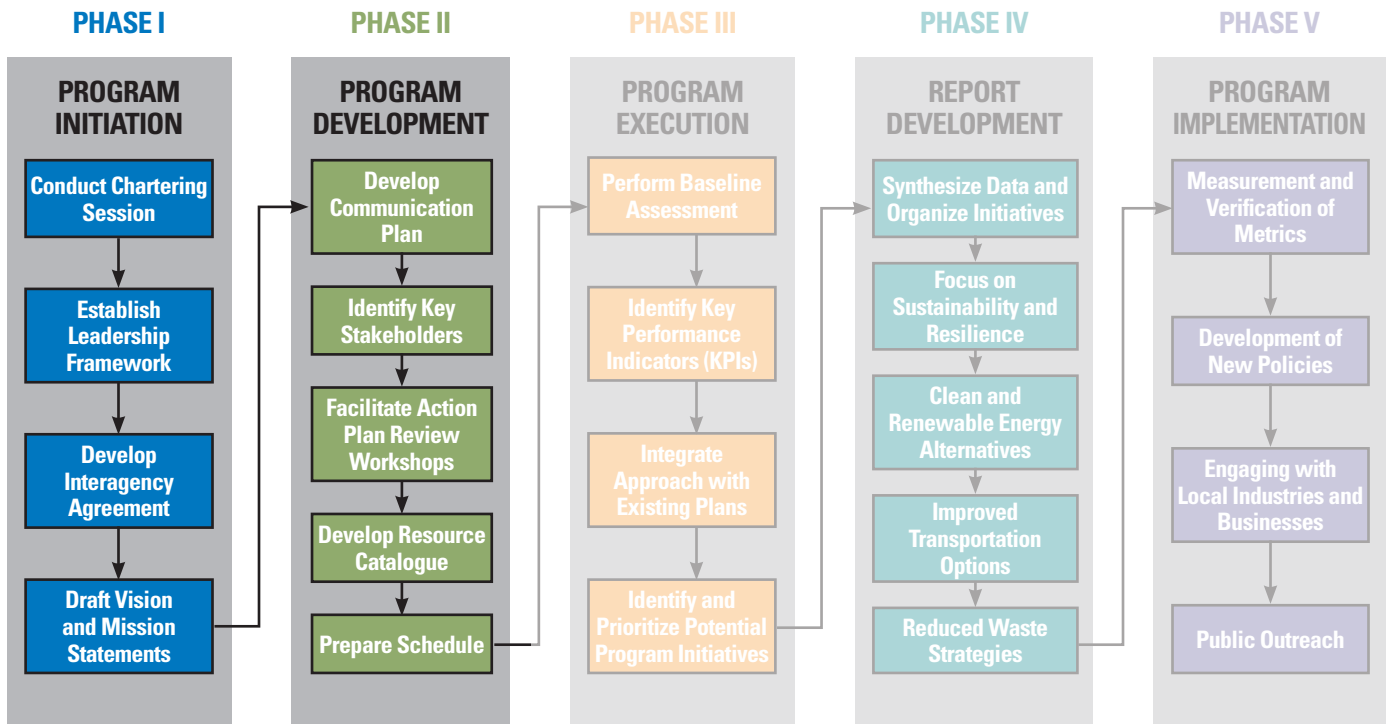 PHASE I
PROGRAM
INITIATION
Conduct Chartering
Session
Establish
Leadership
Framework
Develop
Interagency
Agreement
Draft Vision
and Mission
Statements
PHASE II
PROGRAM
DEVELOPMENT
Develop
Communication
Plan
Identify Key
Stakeholders
Facilitate Action
Plan Review
Workshops
Develop Resource
Catalogue
Prepare Schedule
PHASE III
PROGRAM
EXECUTION
Perform Baseline
Assessment
Identify Key
Performance
Indicators (KPIs)
Integrate
Approach with
Existing Plans
Identify and
Prioritize Potential
Program Initiatives
PHASE IV
REPORT
DEVELOPMENT
Synthesize Data and
Organize Initiatives
Focus on
Sustainability and
Resilience
Clean and
Renewable Energy
Alternatives
Improved
Transportation
Options
Reduced Waste
Strategies
PHASE V
PROGRAM
IMPLEMENTATION
Measurement and
Verification of
Metrics
Development of
New Policies
Engaging with
Local Industries and
Businesses
Public Outreach